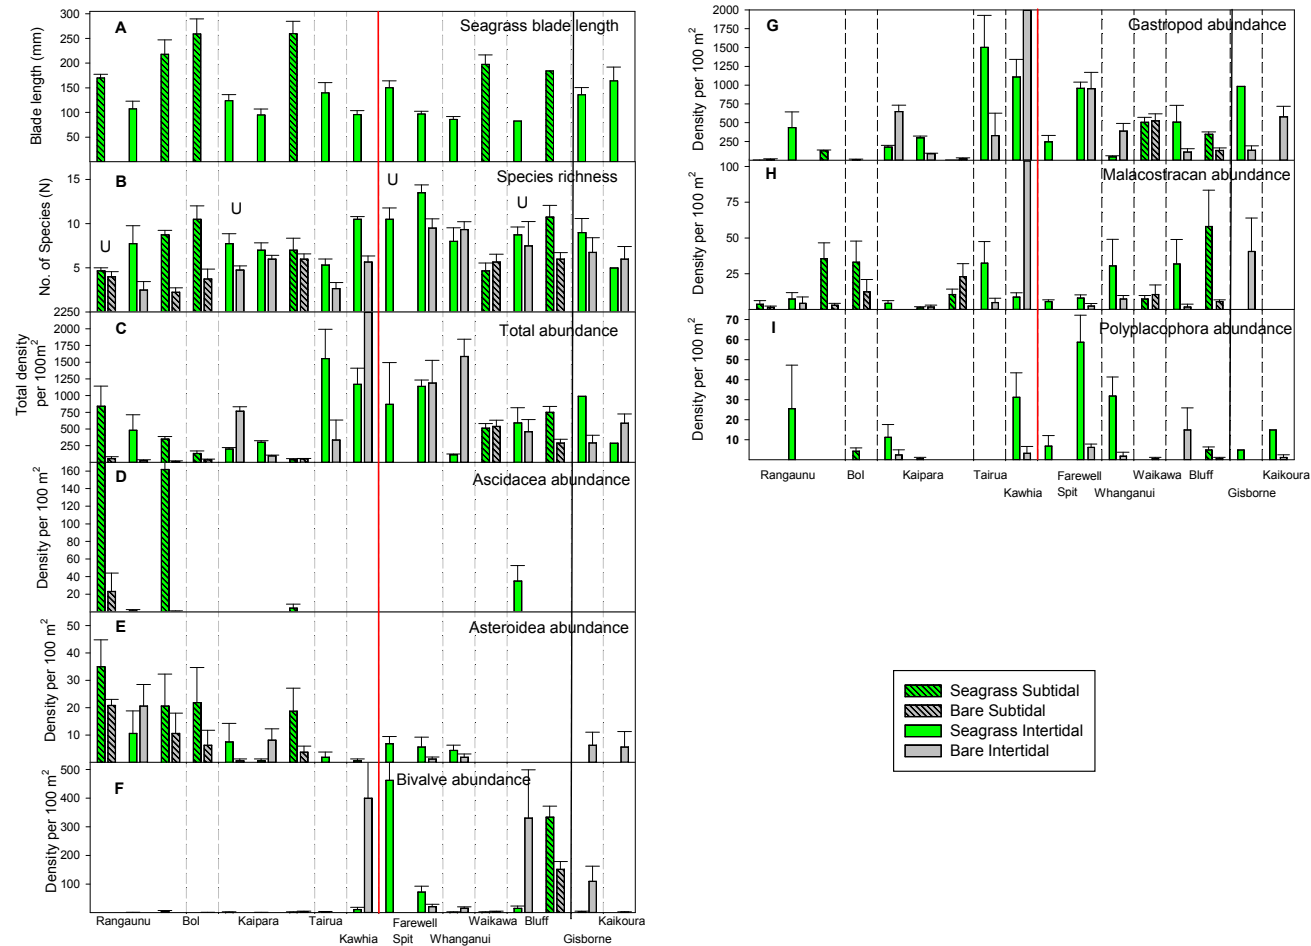 A
Seagrass blade length
Blade length (mm)
300
250
200
150
100
50
B
Species richness
No. of Species (N)
15
10
5
U
U
U
U
C
Total abundance
Total density
per 100m2
2250
2000
1750
1500
1250
1000
750
500
250
D
Ascidacea abundance
Density per 100 m2
160
140
120
100
80
60
40
20
E
Asteroidea abundance
Density per 100 m2
50
40
30
20
10
F
Bivalve abundance
Density per 100 m2
500
400
300
200
100
Rangaunu
BoI
Kaipara
Tairua
Kawhia
Farewell
Spit
Whanganui
Waikawa
Bluff
Gisborne
Kaikoura
G
Gastropod abundance
Density per 100 m2
2000
1750
1500
1250
1000
750
500
250
H
Malacostracan abundance
Density per 100 m2
100
75
50
25
I
Polyplacophora abundance
Density per 100 m2
70
60
50
40
30
20
10
Rangaunu
BoI
Kaipara
Tairua
Kawhia
Farewell
Spit
Whanganui
Waikawa
Bluff
Gisborne
Kaikoura
Seagrass Subtidal
Bare Subtidal
Seagrass Intertidal
Bare Intertidal